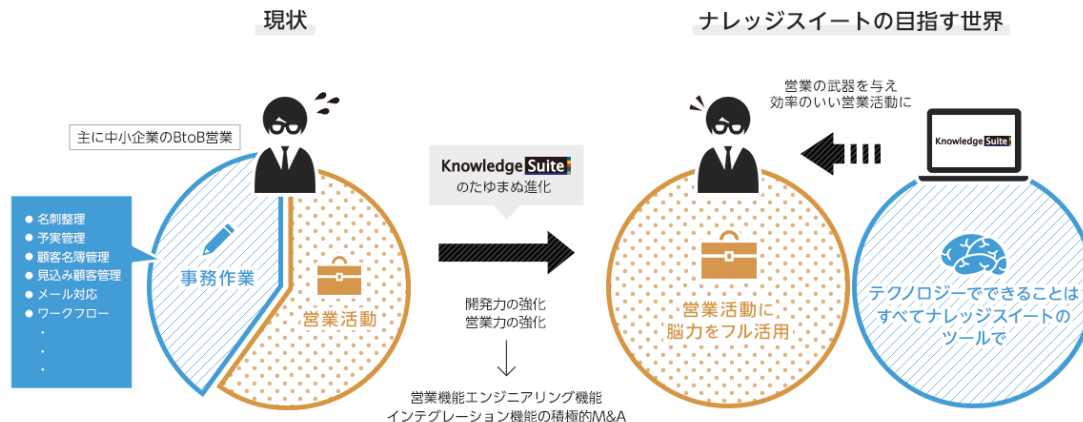 現状
主に中小企業のBtoB営業
● 名刺整理
● 予実管理
● 顧客名簿管理
● 見込み顧客管理
● メール対応
● ワークフロー
・
・
・
・
事務作業
営業活動
Knowledge Suite
のたゆまぬ進化
開発力の強化
営業力の強化
営業機能エンジニアリング機能
インテグレーション機能の積極的M&A
ナレッジスイートの目指す世界
営業の武器を与え
効率のいい営業活動に
Knowledge Suite
営業活動に
脳力をフル活用
テクノロジーでできることは
すべてナレッジスイートの
ツールで